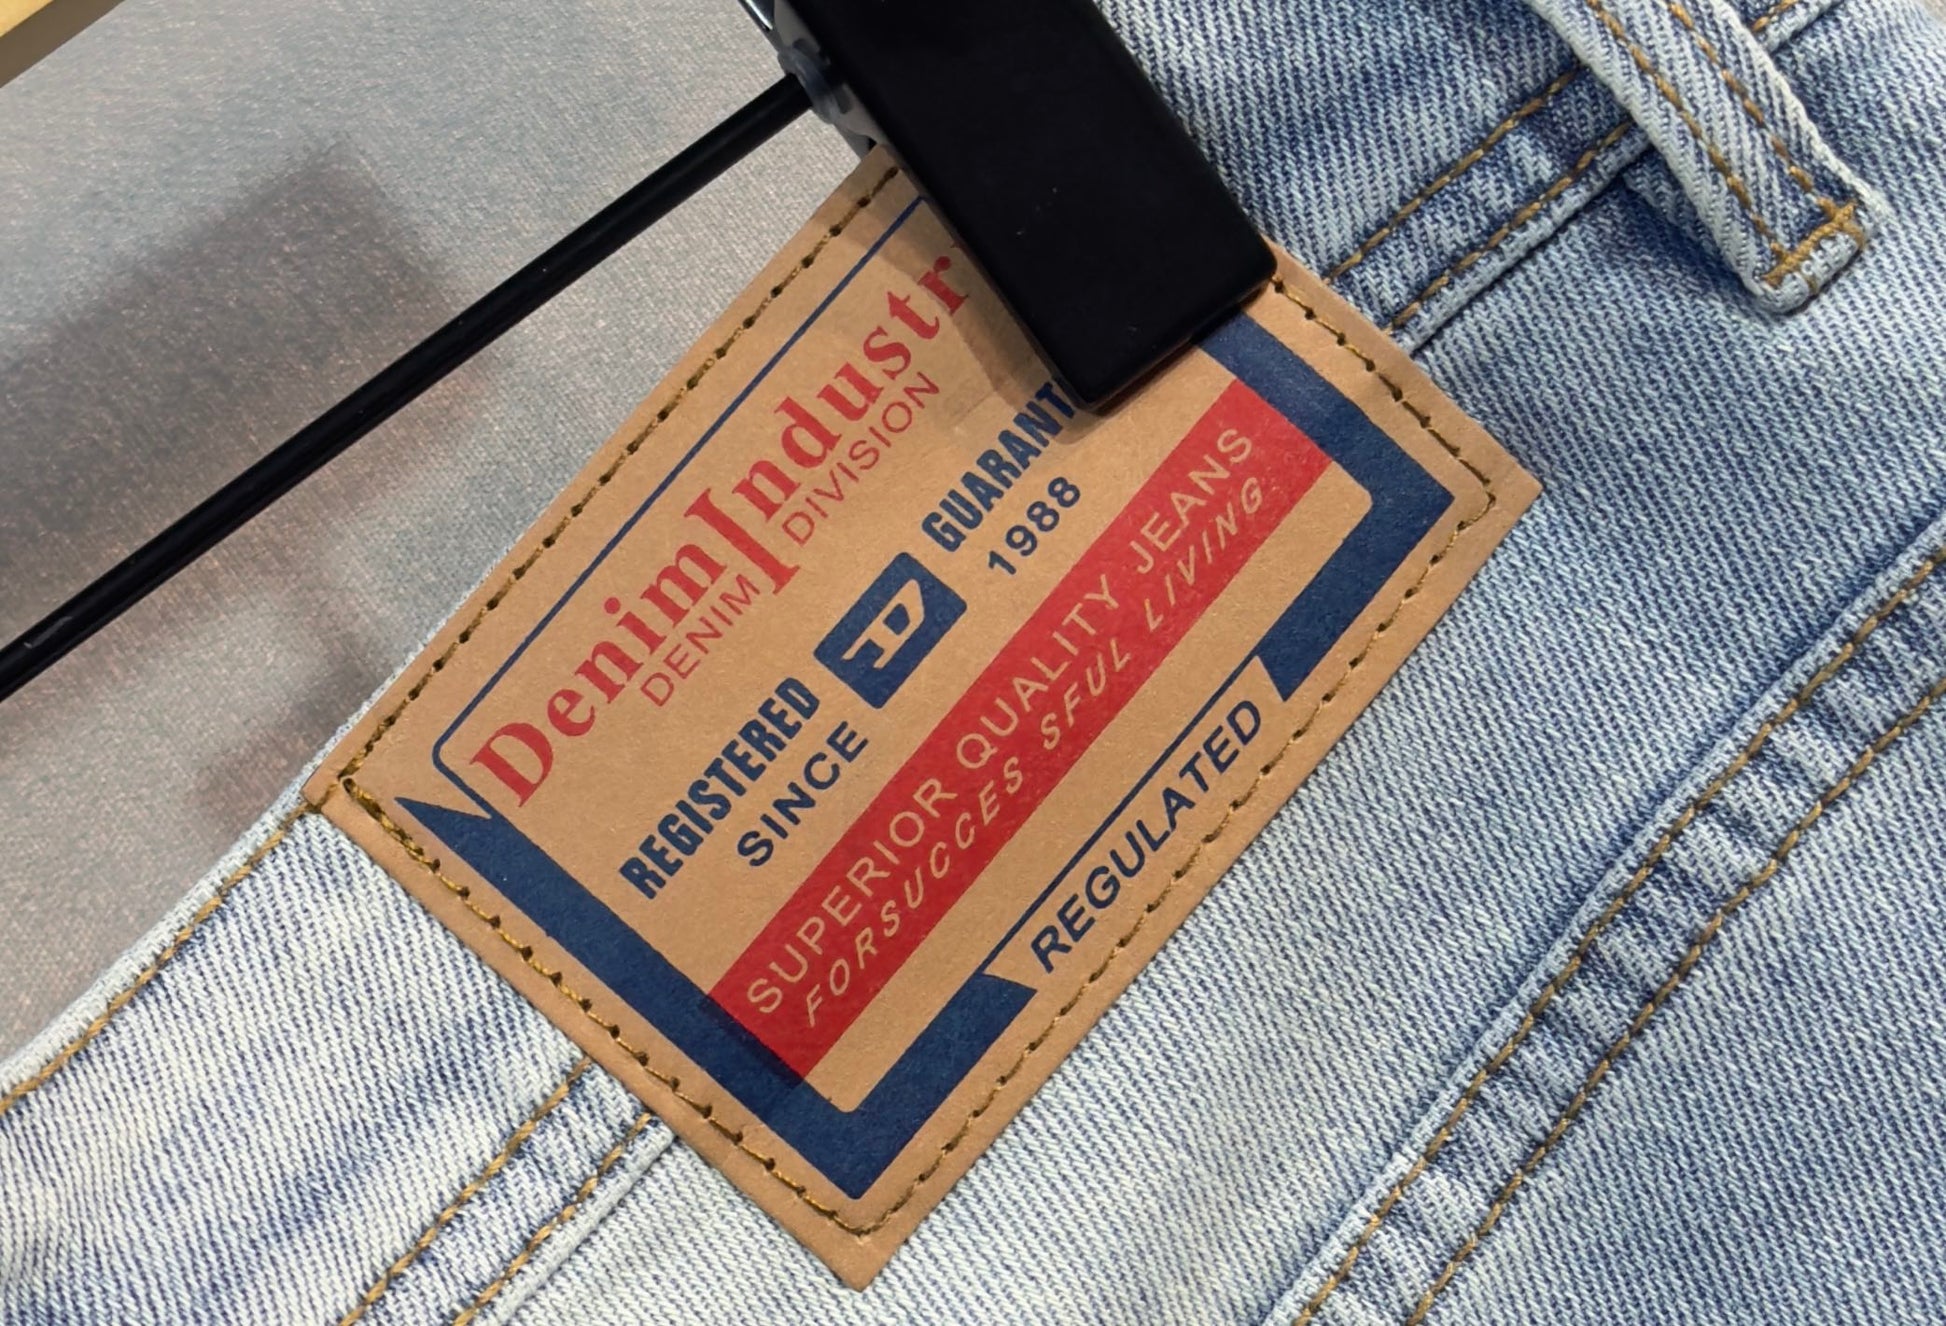 DenimIndustr
DENIM DIVISION
REGISTERED D GUARANT
SINCE 1988
SUPERIOR QUALITY JEANS
FORSUCCES SFUL LIVING
REGULATED